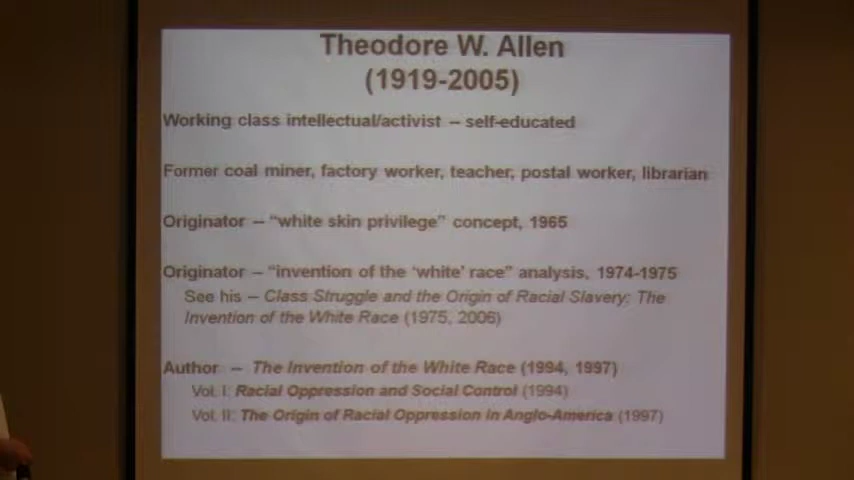 Theodore W. Allen
(1919-2005)
Working class intellectual/activist – self-educated
Former coal miner, factory worker, teacher, postal worker, librarian
Originator – “white skin privilege” concept, 1965
Originator – “invention of the ‘white’ race” analysis, 1974-1975
See his – Class Struggle and the Origin of Racial Slavery: The
Invention of the White Race (1975, 2006)
Author – The Invention of the White Race (1994, 1997)
Vol. I: Racial Oppression and Social Control (1994)
Vol. II: The Origin of Racial Oppression in Anglo-America (1997)